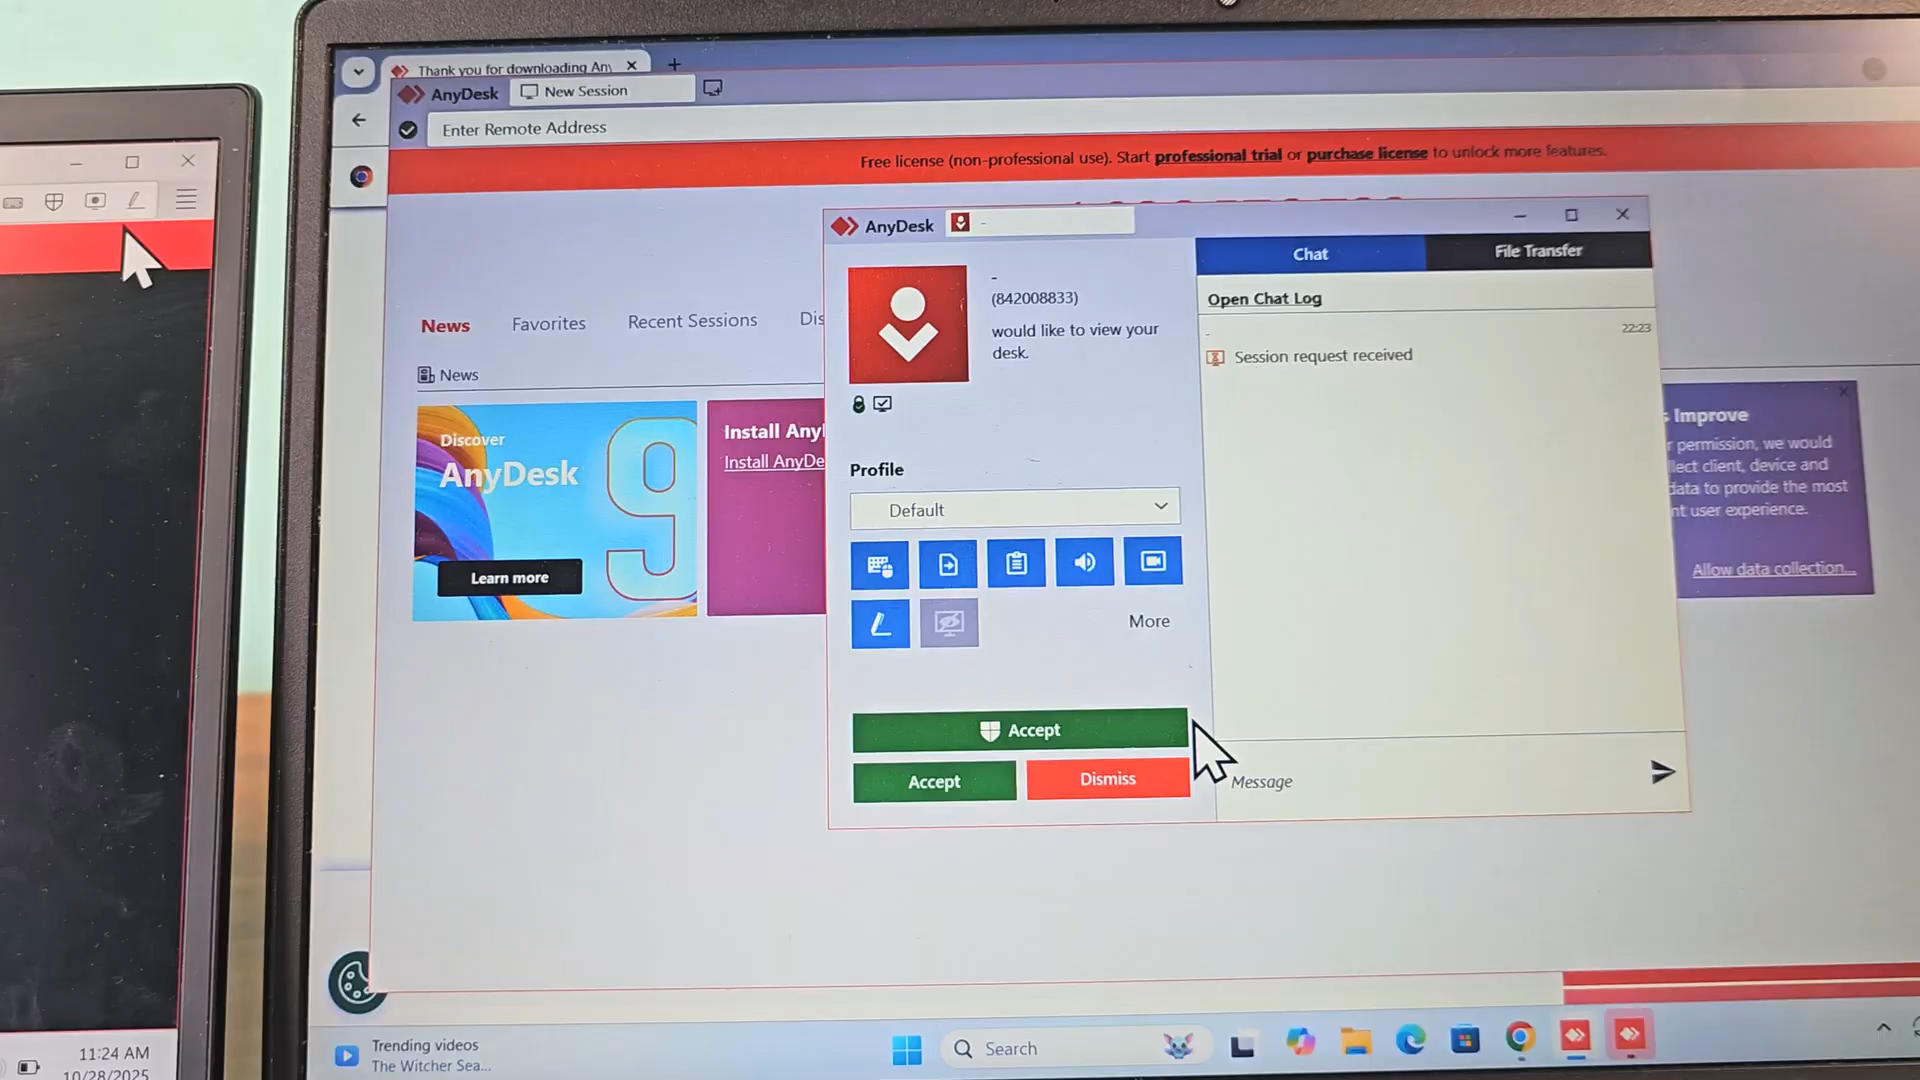 Thank you for downloading Any
AnyDesk
New Session
Enter Remote Address
Free license (non-professional use). Start professional trial or purchase license to unlock more features.
News
Favorites
Recent Sessions
Dis
News
Discover
AnyDesk
9
Learn more
Install Any
Install AnyDe
AnyDesk
-
-
(842008833)
would like to view your
desk.
Profile
Default
More
Accept
Accept
Dismiss
Chat
File Transfer
Open Chat Log
-
22:23
Session request received
Message
s Improve
r permission, we would
llect client, device and
data to provide the most
nt user experience.
Allow data collection...
11:24 AM
10/28/2025
Trending videos
The Witcher Sea...
Search